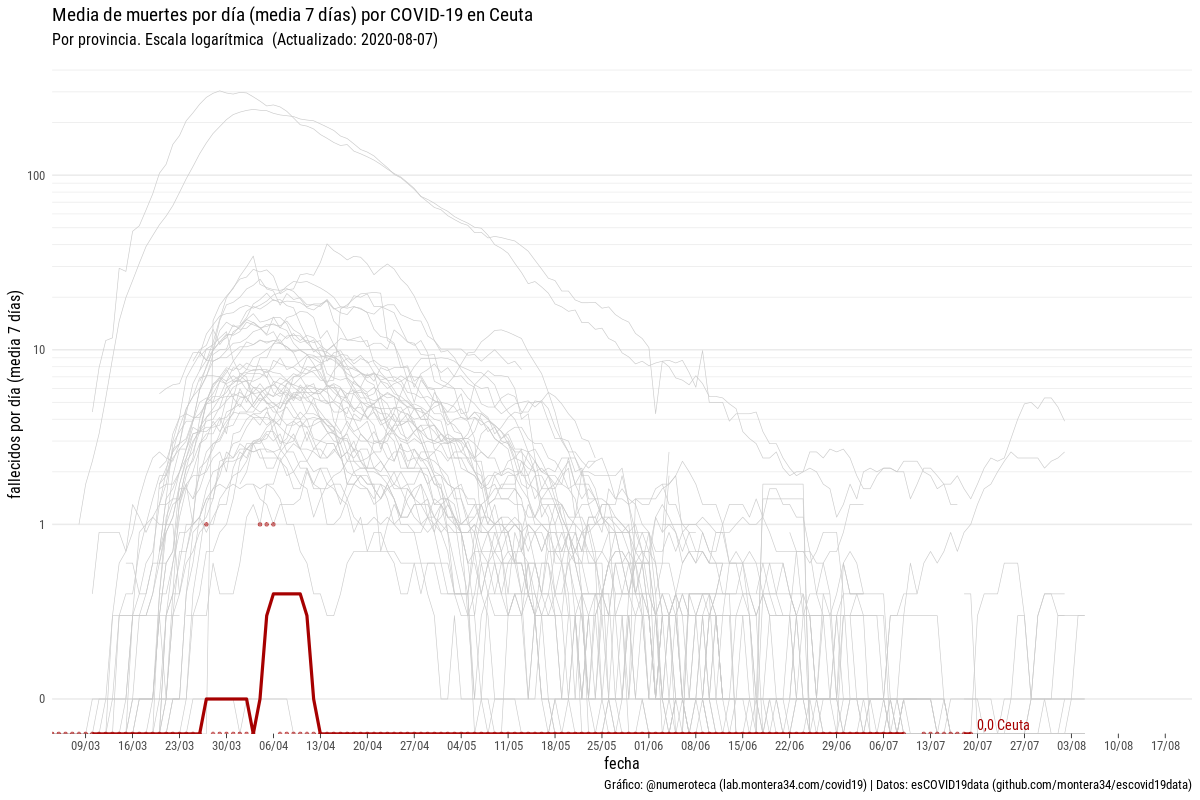 Media de muertes por día (media 7 días) por COVID-19 en Ceuta
Por provincia. Escala logarítmica  (Actualizado: 2020-08-07)
fallecidos por día (media 7 días)
100
10
1
0
0,0 Ceuta
09/03 16/03 23/03 30/03 06/04 13/04 20/04 27/04 04/05 11/05 18/05 25/05 01/06 08/06 15/06 22/06 29/06 06/07 13/07 20/07 27/07 03/08 10/08 17/08
fecha
Gráfico: @numeroteca (lab.montera34.com/covid19) | Datos: esCOVID19data (github.com/montera34/escovid19data)